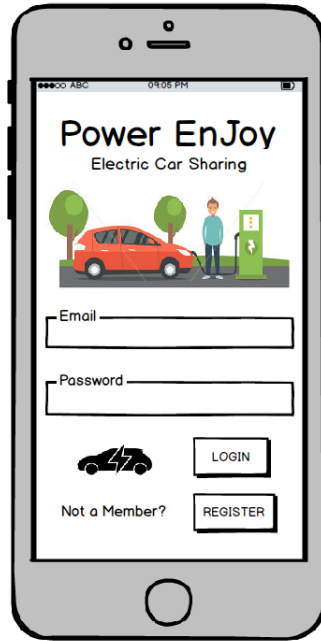 ABC 09:05 PM
Power EnJoy
Electric Car Sharing
Email
Password
LOGIN
Not a Member? REGISTER